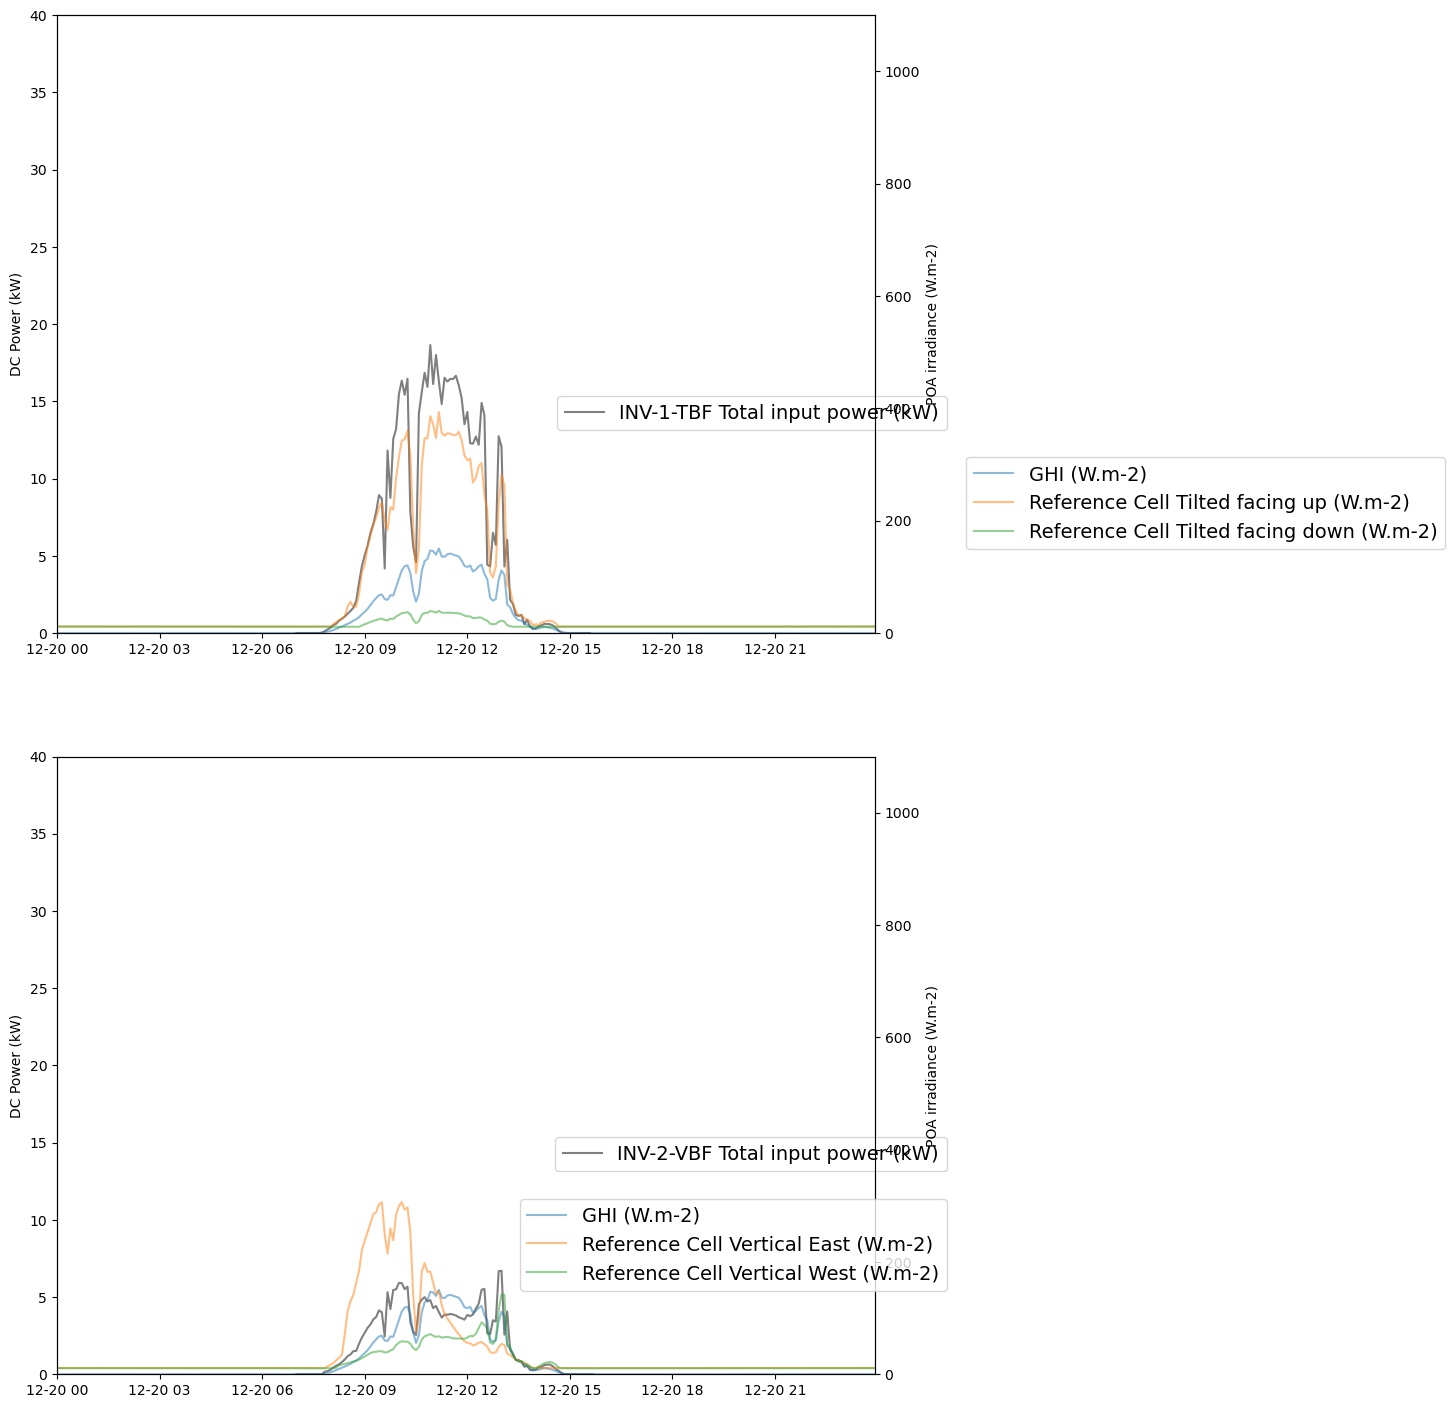 40
35
30
25
20
15
10
5
0
DC Power (kW)
1000
800
600
400
200
0
POA irradiance (W.m-2)
INV-1-TBF Total input power (kW)
GHI (W.m-2)
Reference Cell Tilted facing up (W.m-2)
Reference Cell Tilted facing down (W.m-2)
12-20 00 12-20 03 12-20 06 12-20 09 12-20 12 12-20 15 12-20 18 12-20 21
40
35
30
25
20
15
10
5
0
DC Power (kW)
1000
800
600
400
200
0
POA irradiance (W.m-2)
INV-2-VBF Total input power (kW)
GHI (W.m-2)
Reference Cell Vertical East (W.m-2)
Reference Cell Vertical West (W.m-2)
12-20 00 12-20 03 12-20 06 12-20 09 12-20 12 12-20 15 12-20 18 12-20 21